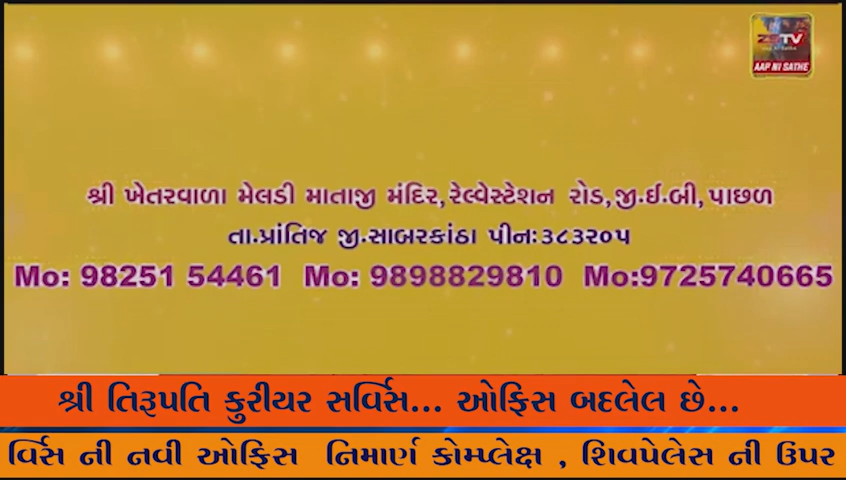 ZSTV
AAP NI SATHE
શ્રી ખેતરવાળા મેલડી માતાજી મંદિર,રેલ્વેસ્ટેશન રોડ,જી.ઈ.બી,પાછળ
તા.પ્રાંતિજ જી.સાબરકાંઠા પીન:૩૮૩૨૦૫
Mo: 98251 54461 Mo: 9898829810 Mo:9725740665
શ્રી તિરૂપતિ કુરીયર સર્વિસ... ઓફિસ બદલેલ છે...
ર્વિસ ની નવી ઓફિસ નિમાર્ણ કોમ્પ્લેક્ષ , શિવપેલેસ ની ઉપર